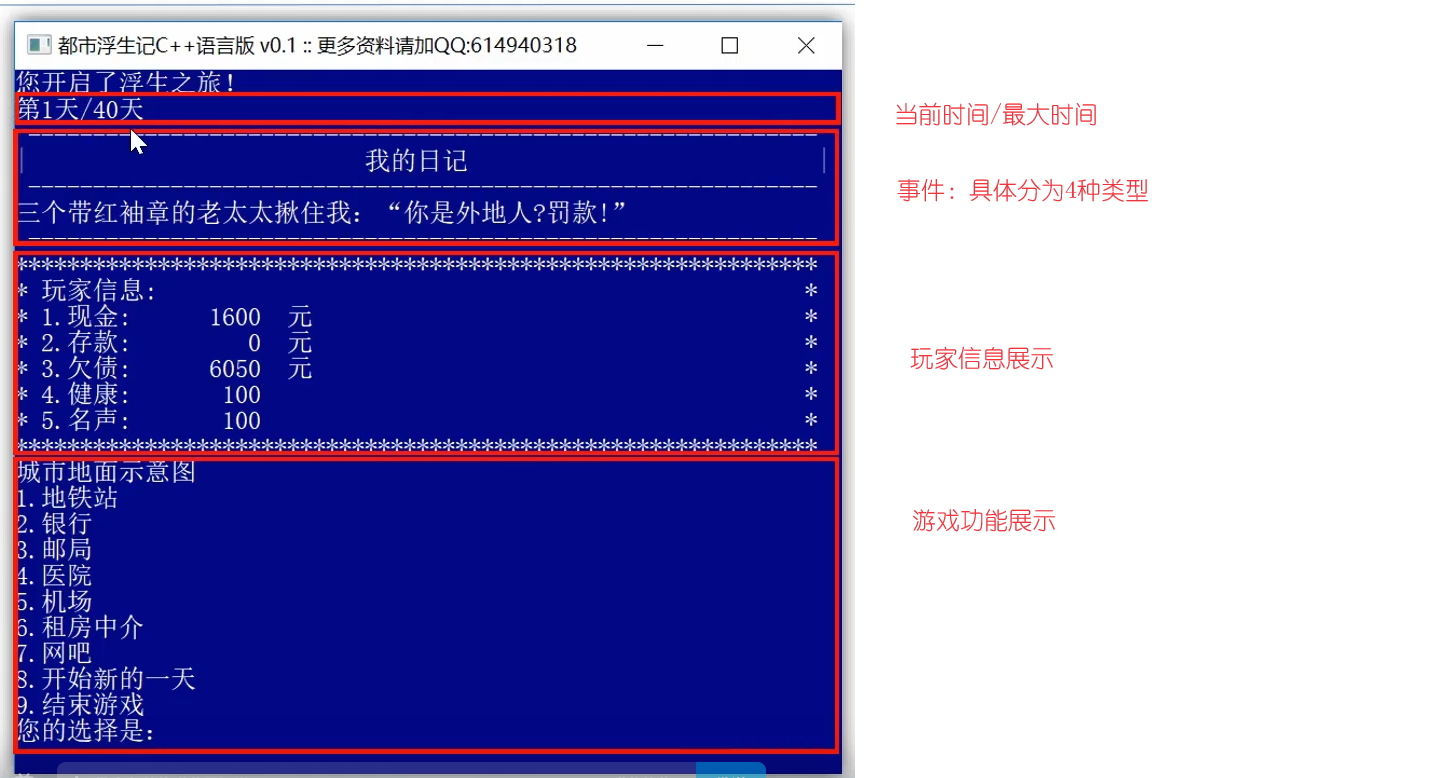 都市浮生记C++语言版 v0.1 :: 更多资料请加QQ:614940318
您开启了浮生之旅!
第1天/40天
当前时间/最大时间
------------------------------------------------------------
| 我的日记 |
------------------------------------------------------------
事件：具体分为4种类型
三个带红袖章的老太太揪住我：“你是外地人?罚款!”
------------------------------------------------------------
**************************************************************
* 玩家信息: *
* 1.现金: 1600 元 *
* 2.存款: 0 元 *
* 3.欠债: 6050 元 *
* 4.健康: 100 *
* 5.名声: 100 *
**************************************************************
玩家信息展示
城市地面示意图
1.地铁站
2.银行
3.邮局
4.医院
5.机场
6.租房中介
7.网吧
8.开始新的一天
9.结束游戏
您的选择是:
游戏功能展示